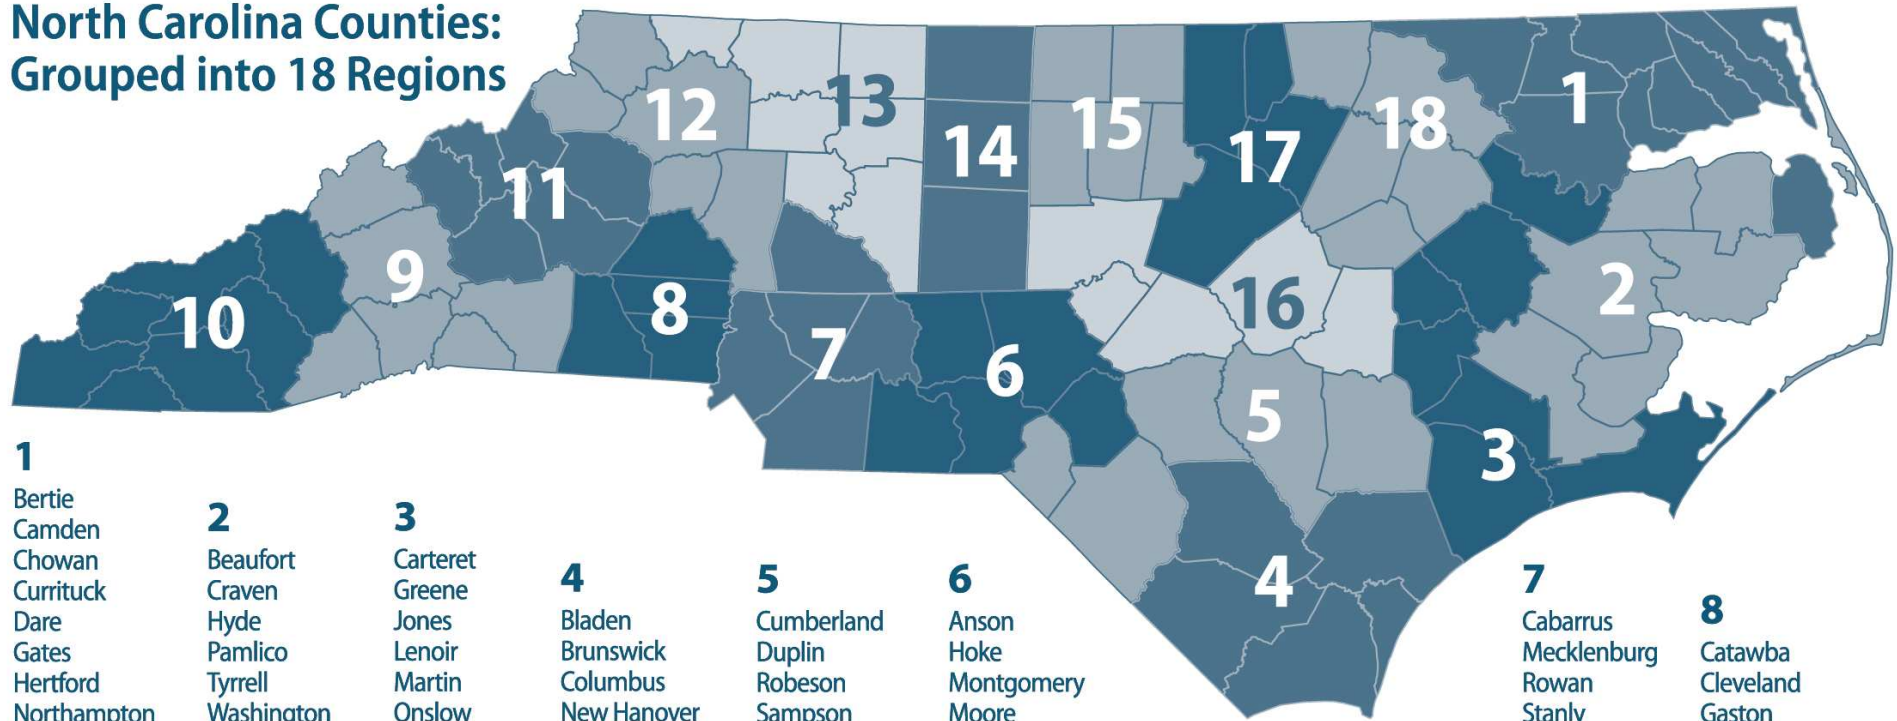 North Carolina Counties:
Grouped into 18 Regions
12
13
14
15
17
18
1
11
9
10
8
7
6
16
2
5
3
4
1
Bertie
Camden
Chowan
Currituck
Dare
Gates
Hertford
Northampton
2
Beaufort
Craven
Hyde
Pamlico
Tyrrell
Washington
3
Carteret
Greene
Jones
Lenoir
Martin
Onslow
4
Bladen
Brunswick
Columbus
New Hanover
5
Cumberland
Duplin
Robeson
Sampson
6
Anson
Hoke
Montgomery
Moore
7
Cabarrus
Mecklenburg
Rowan
Stanly
8
Catawba
Cleveland
Gaston